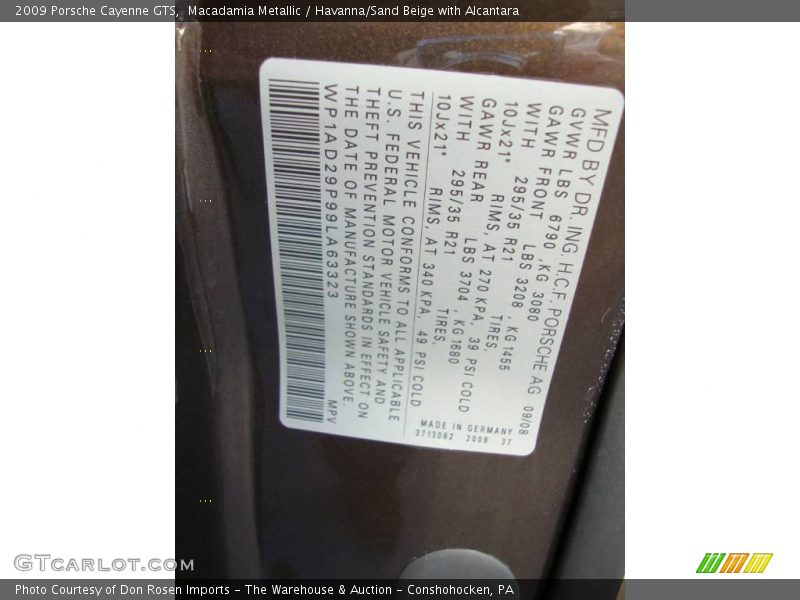 2009 Porsche Cayenne GTS, Macadamia Metallic / Havanna/Sand Beige with Alcantara
MFD BY DR. ING. H.C.F. PORSCHE AG 09/08
GVWR LBS 6790 ,KG 3080
GAWR FRONT LBS 3208 , KG 1455
WITH 295/35 R21 TIRES,
10Jx21" RIMS, AT 270 KPA, 39 PSI COLD
GAWR REAR LBS 3704 , KG 1680
WITH 295/35 R21 TIRES,
10Jx21" RIMS, AT 340 KPA, 49 PSI COLD
THIS VEHICLE CONFORMS TO ALL APPLICABLE
U.S. FEDERAL MOTOR VEHICLE SAFETY AND
THEFT PREVENTION STANDARDS IN EFFECT ON
THE DATE OF MANUFACTURE SHOWN ABOVE.
WP1AD29P99LA63323 MPV
MADE IN GERMANY
3713082 2008 37
GTCARLOT.COM
Photo Courtesy of Don Rosen Imports - The Warehouse & Auction - Conshohocken, PA